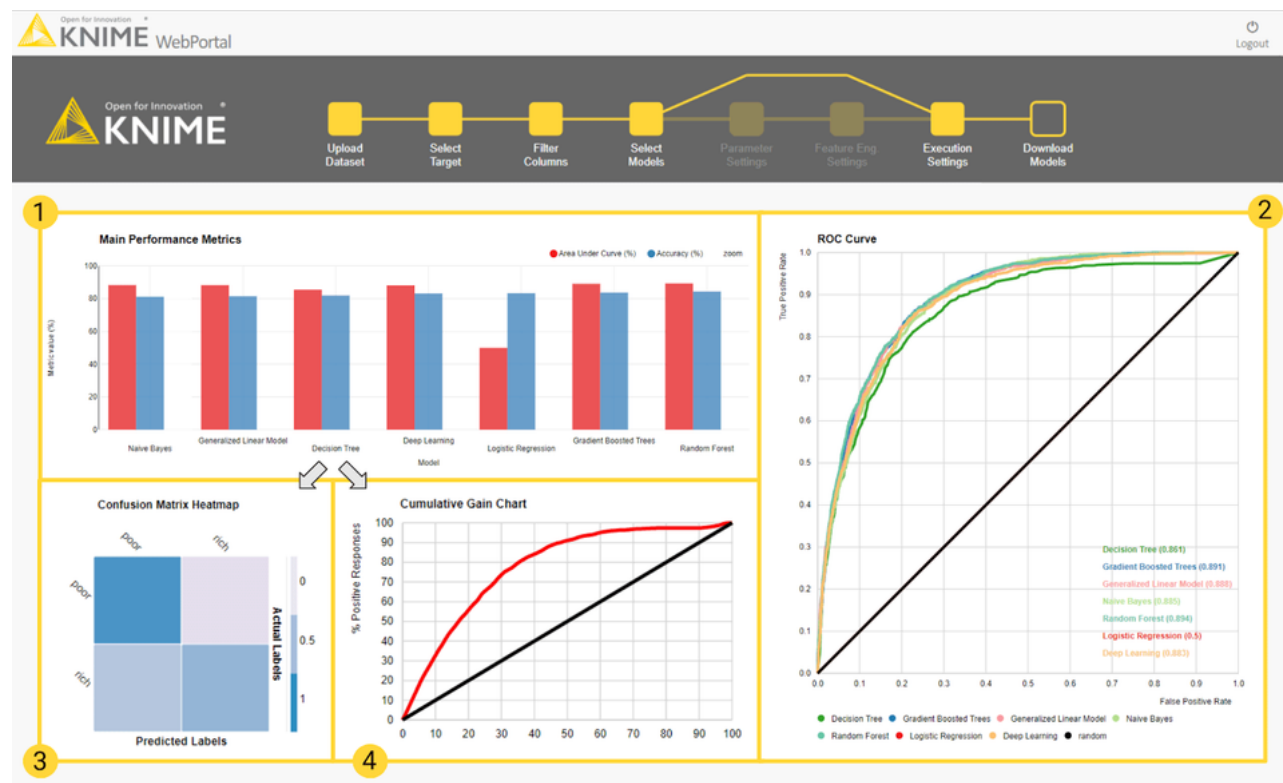 Open for Innovation ®
KNIME WebPortal
Logout
Open for Innovation ®
KNIME
Upload Dataset
Select Target
Filter Columns
Select Models
Parameter Settings
Feature Eng. Settings
Execution Settings
Download Models
1
Main Performance Metrics
Area Under Curve (%) Accuracy (%) zoom
Metric value (%)
100
80
60
40
20
0
Naive Bayes
Generalized Linear Model
Decision Tree
Deep Learning
Logistic Regression
Gradient Boosted Trees
Random Forest
Model
2
ROC Curve
True Positive Rate
1.0
0.9
0.8
0.7
0.6
0.5
0.4
0.3
0.2
0.1
0.0
Decision Tree (0.861)
Gradient Boosted Trees (0.891)
Generalized Linear Model (0.888)
Naive Bayes (0.885)
Random Forest (0.894)
Logistic Regression (0.5)
Deep Learning (0.883)
0.0 0.1 0.2 0.3 0.4 0.5 0.6 0.7 0.8 0.9 1.0
False Positive Rate
Decision Tree Gradient Boosted Trees Generalized Linear Model Naive Bayes
Random Forest Logistic Regression Deep Learning random
3
Confusion Matrix Heatmap
poor rich
poor
rich
Actual Labels
0
0.5
1
Predicted Labels
4
Cumulative Gain Chart
% Positive Responses
100
90
80
70
60
50
40
30
20
10
0
0 10 20 30 40 50 60 70 80 90 100